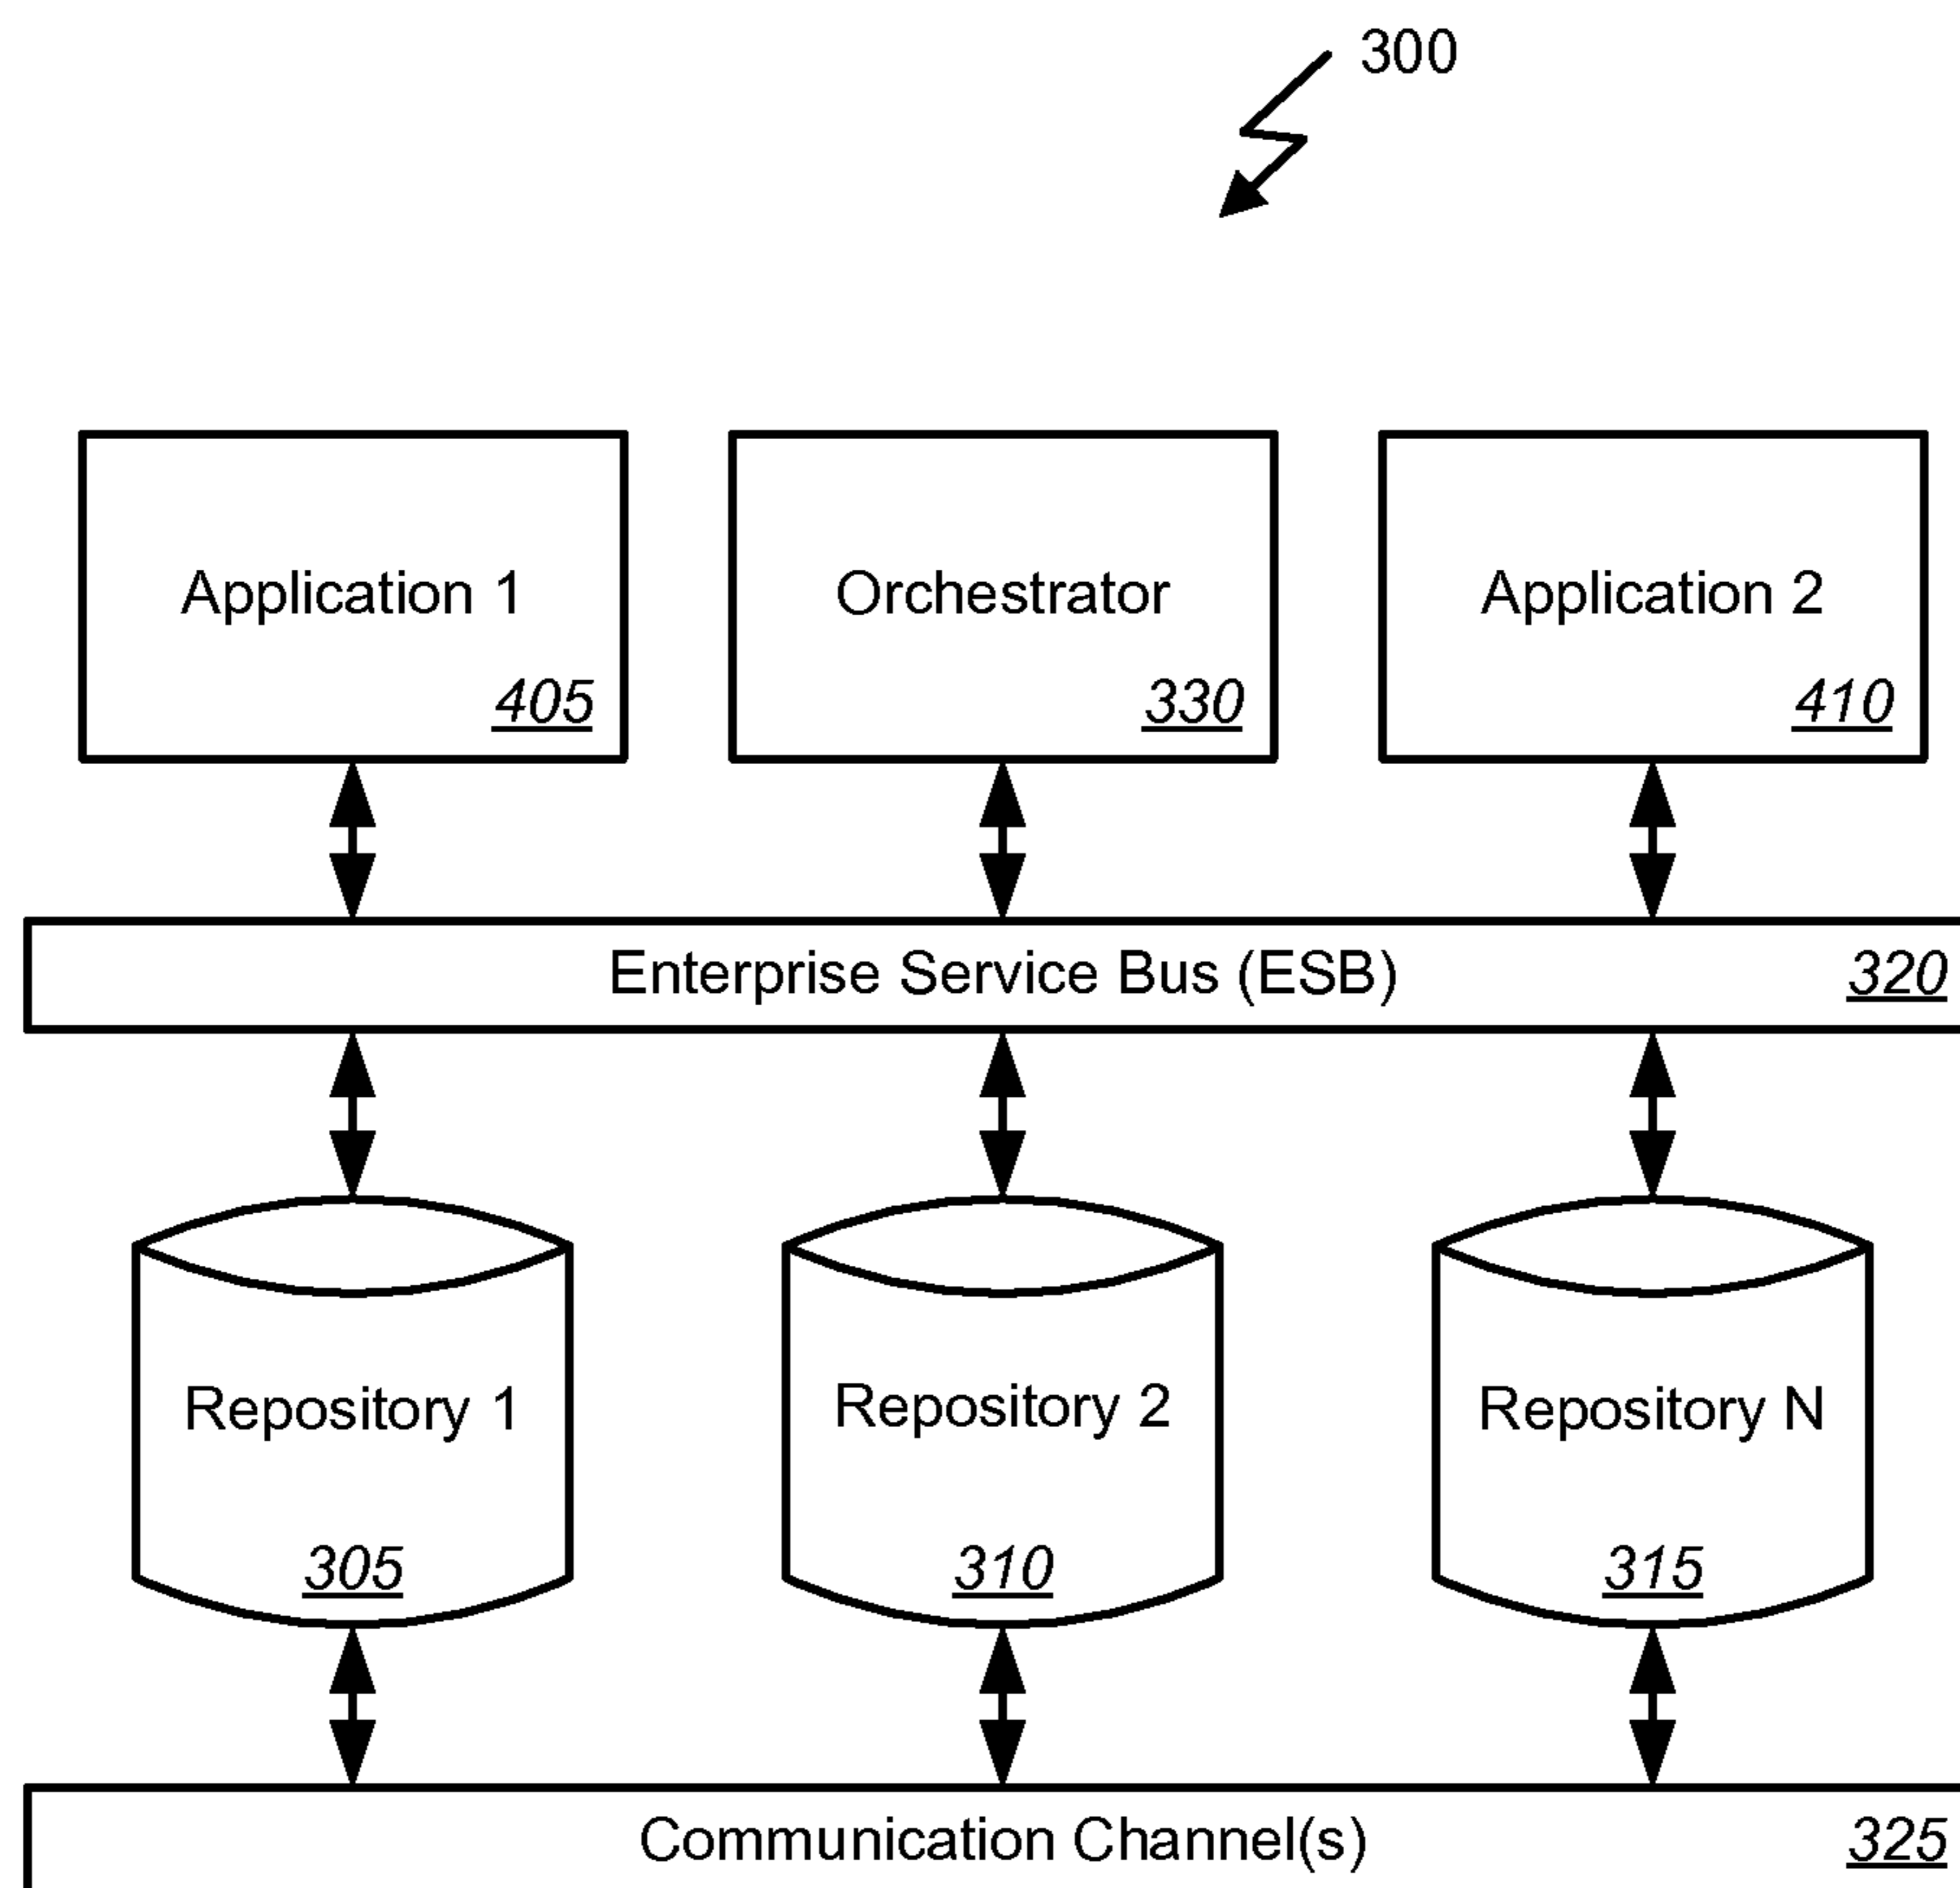 300
Application 1
405
Orchestrator
330
Application 2
410
Enterprise Service Bus (ESB)
320
Repository 1
305
Repository 2
310
Repository N
315
Communication Channel(s)
325